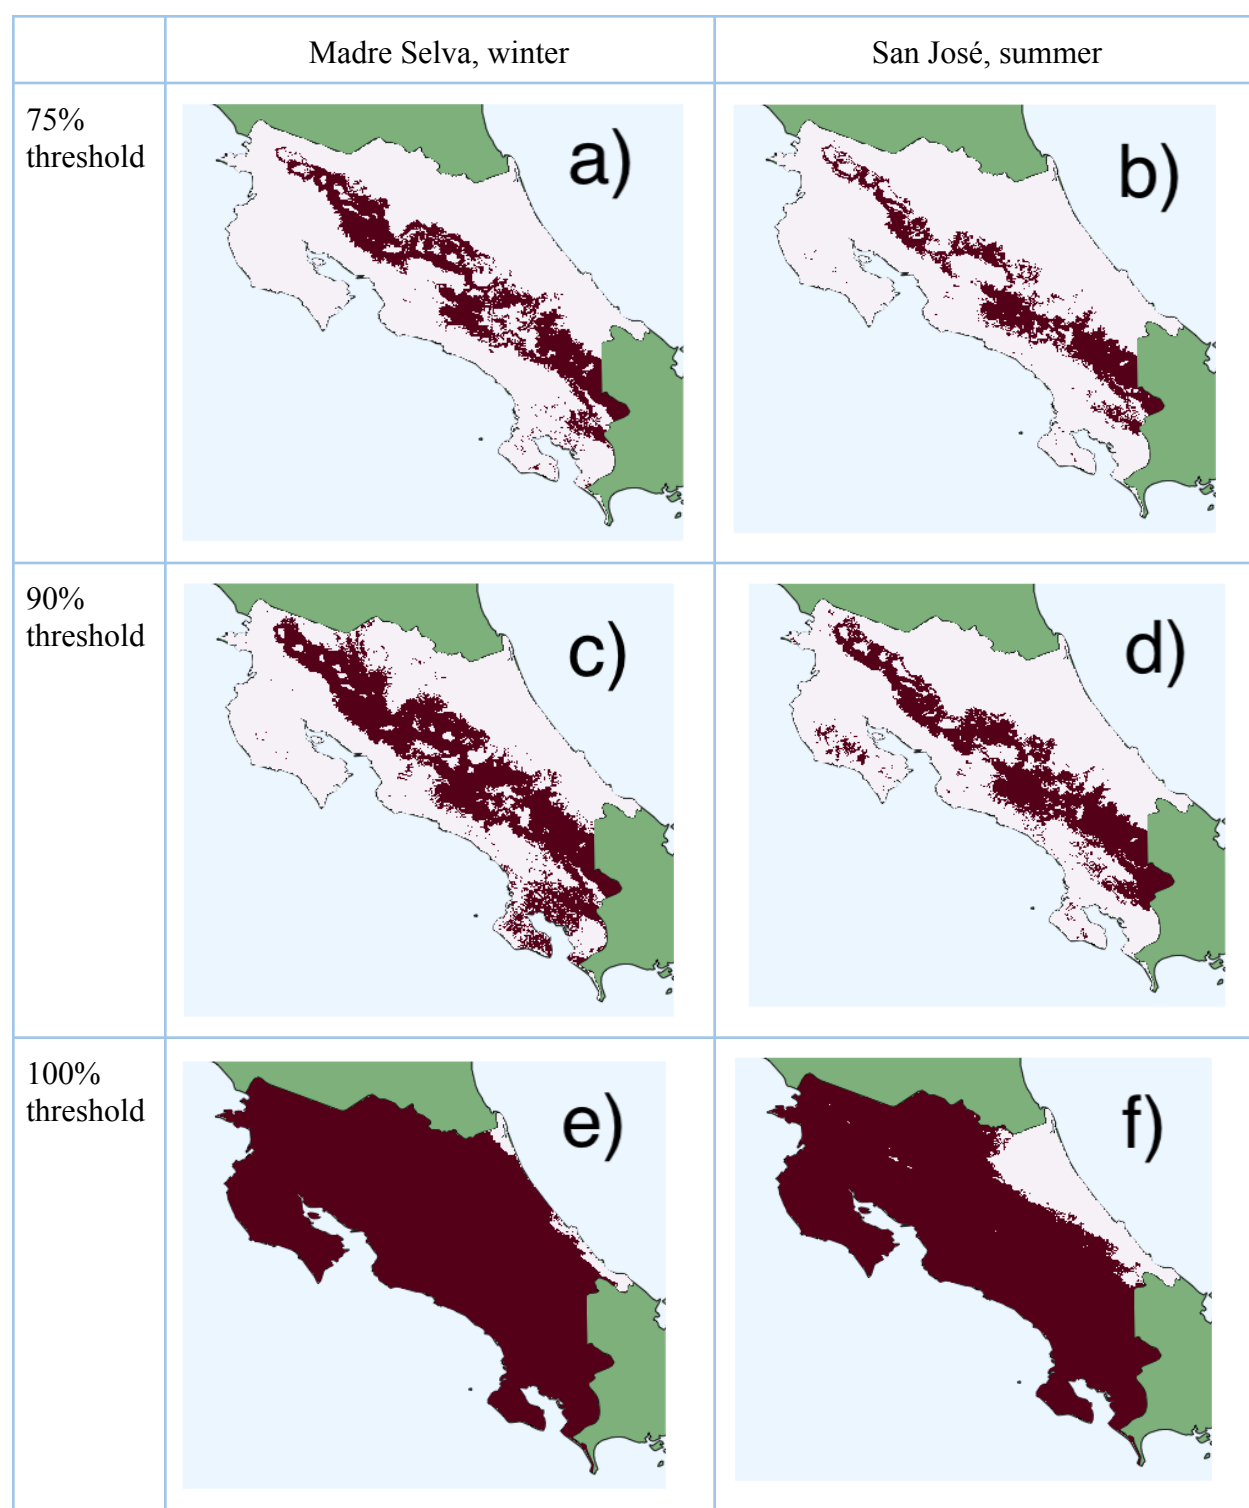 Madre Selva, winter
San José, summer
75%
threshold
a)
b)
90%
threshold
c)
d)
100%
threshold
e)
f)